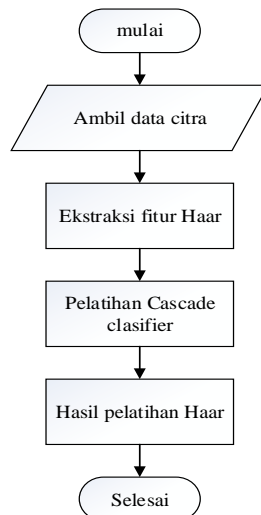 mulai
Ambil data citra
Ekstraksi fitur Haar
Pelatihan Cascade
clasifier
Hasil pelatihan Haar
Selesai